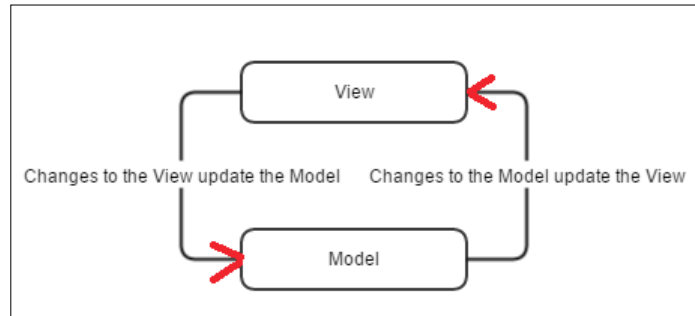 View
Changes to the View update the Model
Changes to the Model update the View
Model